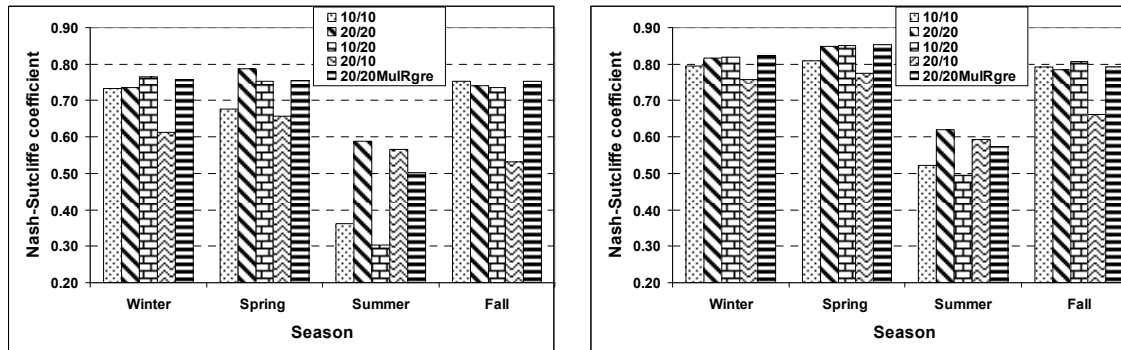 Nash-Sutcliffe coefficient
0.90
0.80
0.70
0.60
0.50
0.40
0.30
0.20
10/10
20/20
10/20
20/10
20/20MulRgre
Winter
Spring
Summer
Fall
Season
Nash-Sutcliffe coefficient
0.90
0.80
0.70
0.60
0.50
0.40
0.30
0.20
10/10
20/20
10/20
20/10
20/20MulRgre
Winter
Spring
Summer
Fall
Season